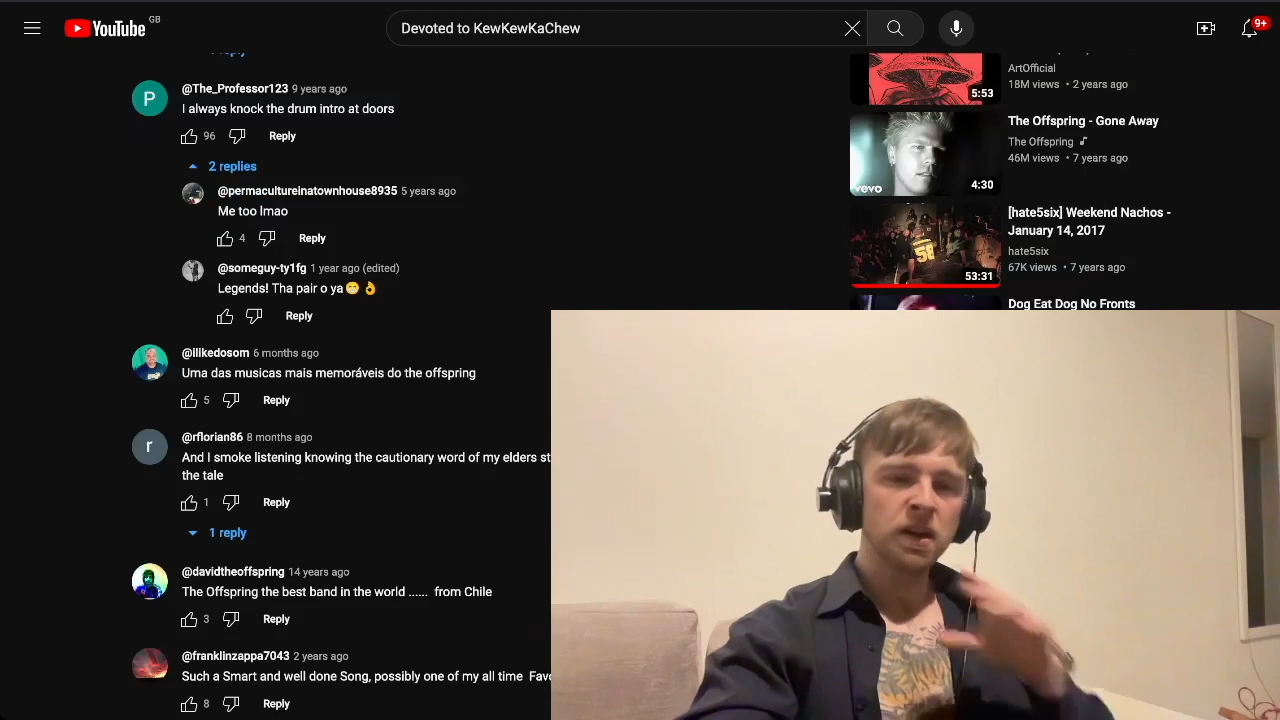 YouTube GB
Devoted to KewKewKaChew
9+
@The_Professor123 9 years ago
I always knock the drum intro at doors
96 Reply
2 replies
@permacultureinatownhouse8935 5 years ago
Me too lmao
4 Reply
@someguy-ty1fg 1 year ago (edited)
Legends! Tha pair o ya😁👌
Reply
@ilikedosom 6 months ago
Uma das musicas mais memoráveis do the offspring
5 Reply
r
@rflorian86 8 months ago
And I smoke listening knowing the cautionary word of my elders st
the tale
1 Reply
1 reply
@davidtheoffspring 14 years ago
The Offspring the best band in the world ...... from Chile
3 Reply
@franklinzappa7043 2 years ago
Such a Smart and well done Song, possibly one of my all time Favo
8 Reply
P
5:53
ArtOfficial
18M views • 2 years ago
vevo
4:30
The Offspring - Gone Away
The Offspring
46M views • 7 years ago
58
53:31
[hate5six] Weekend Nachos -
January 14, 2017
hate5six
67K views • 7 years ago
Dog Eat Dog No Fronts